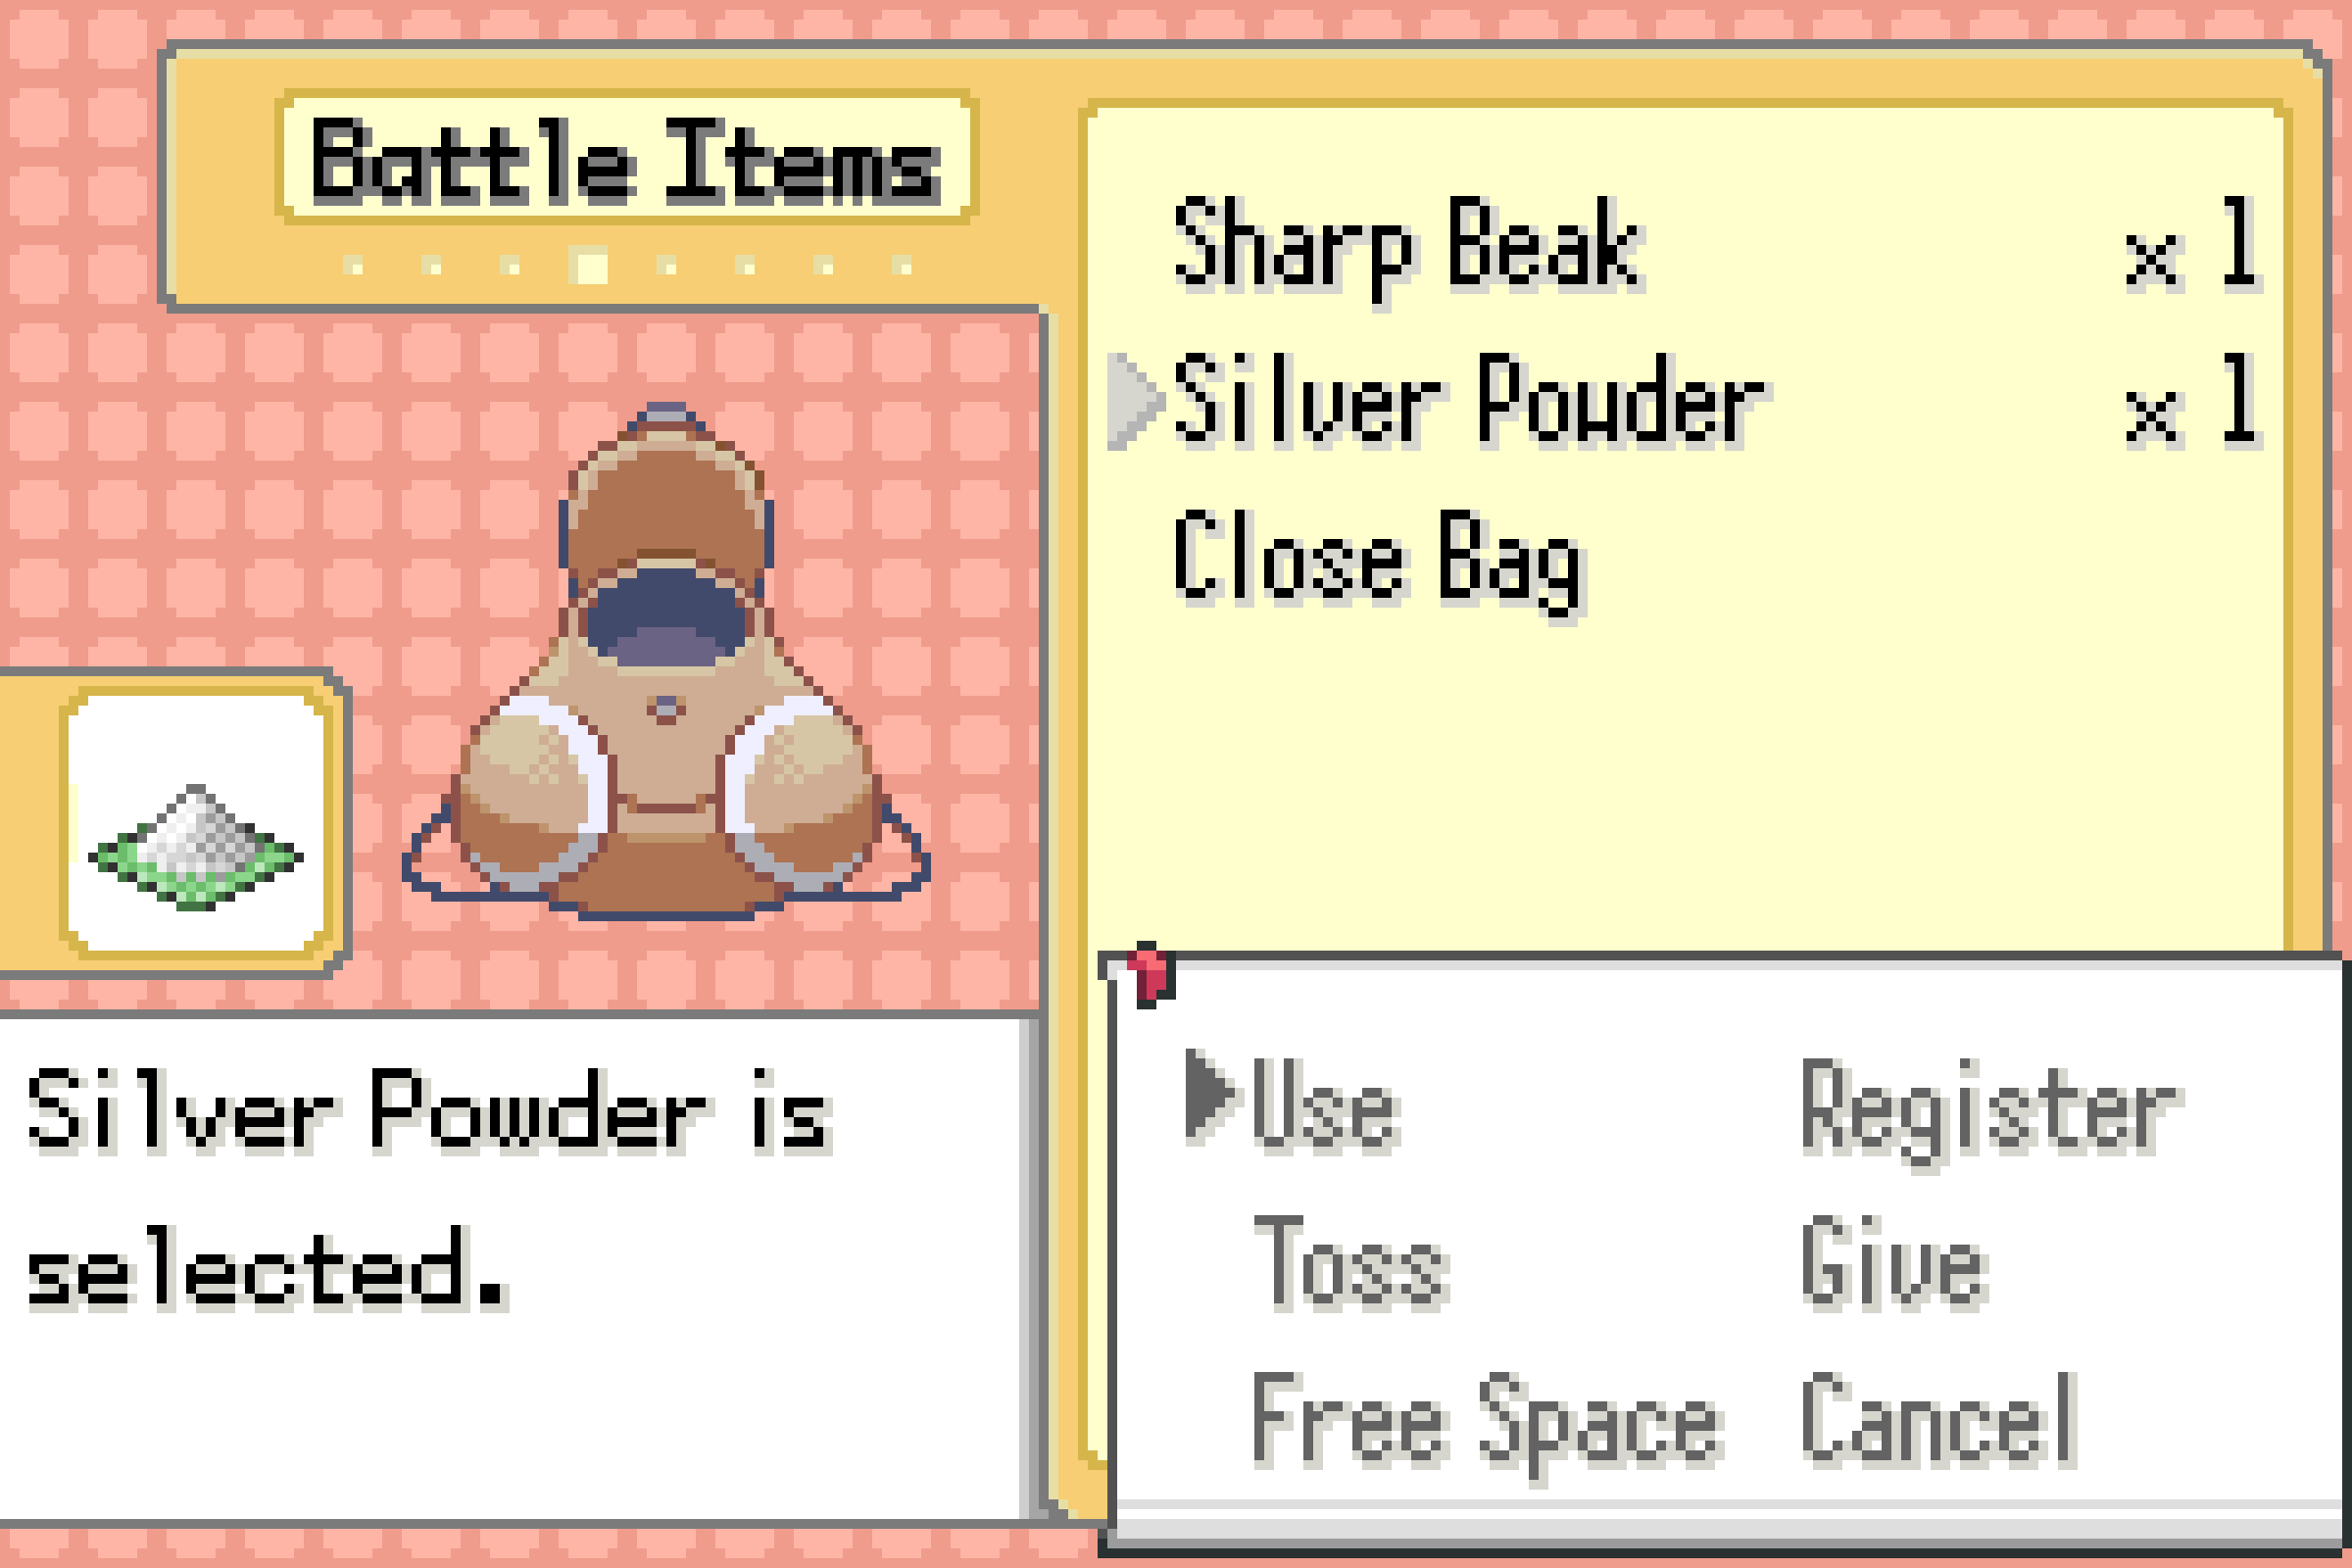 Battle Items
Sharp Beak x 1
Silver Powder x 1
Close Bag
Silver Powder is
selected.
Use Register
Toss Give
Free Space Cancel